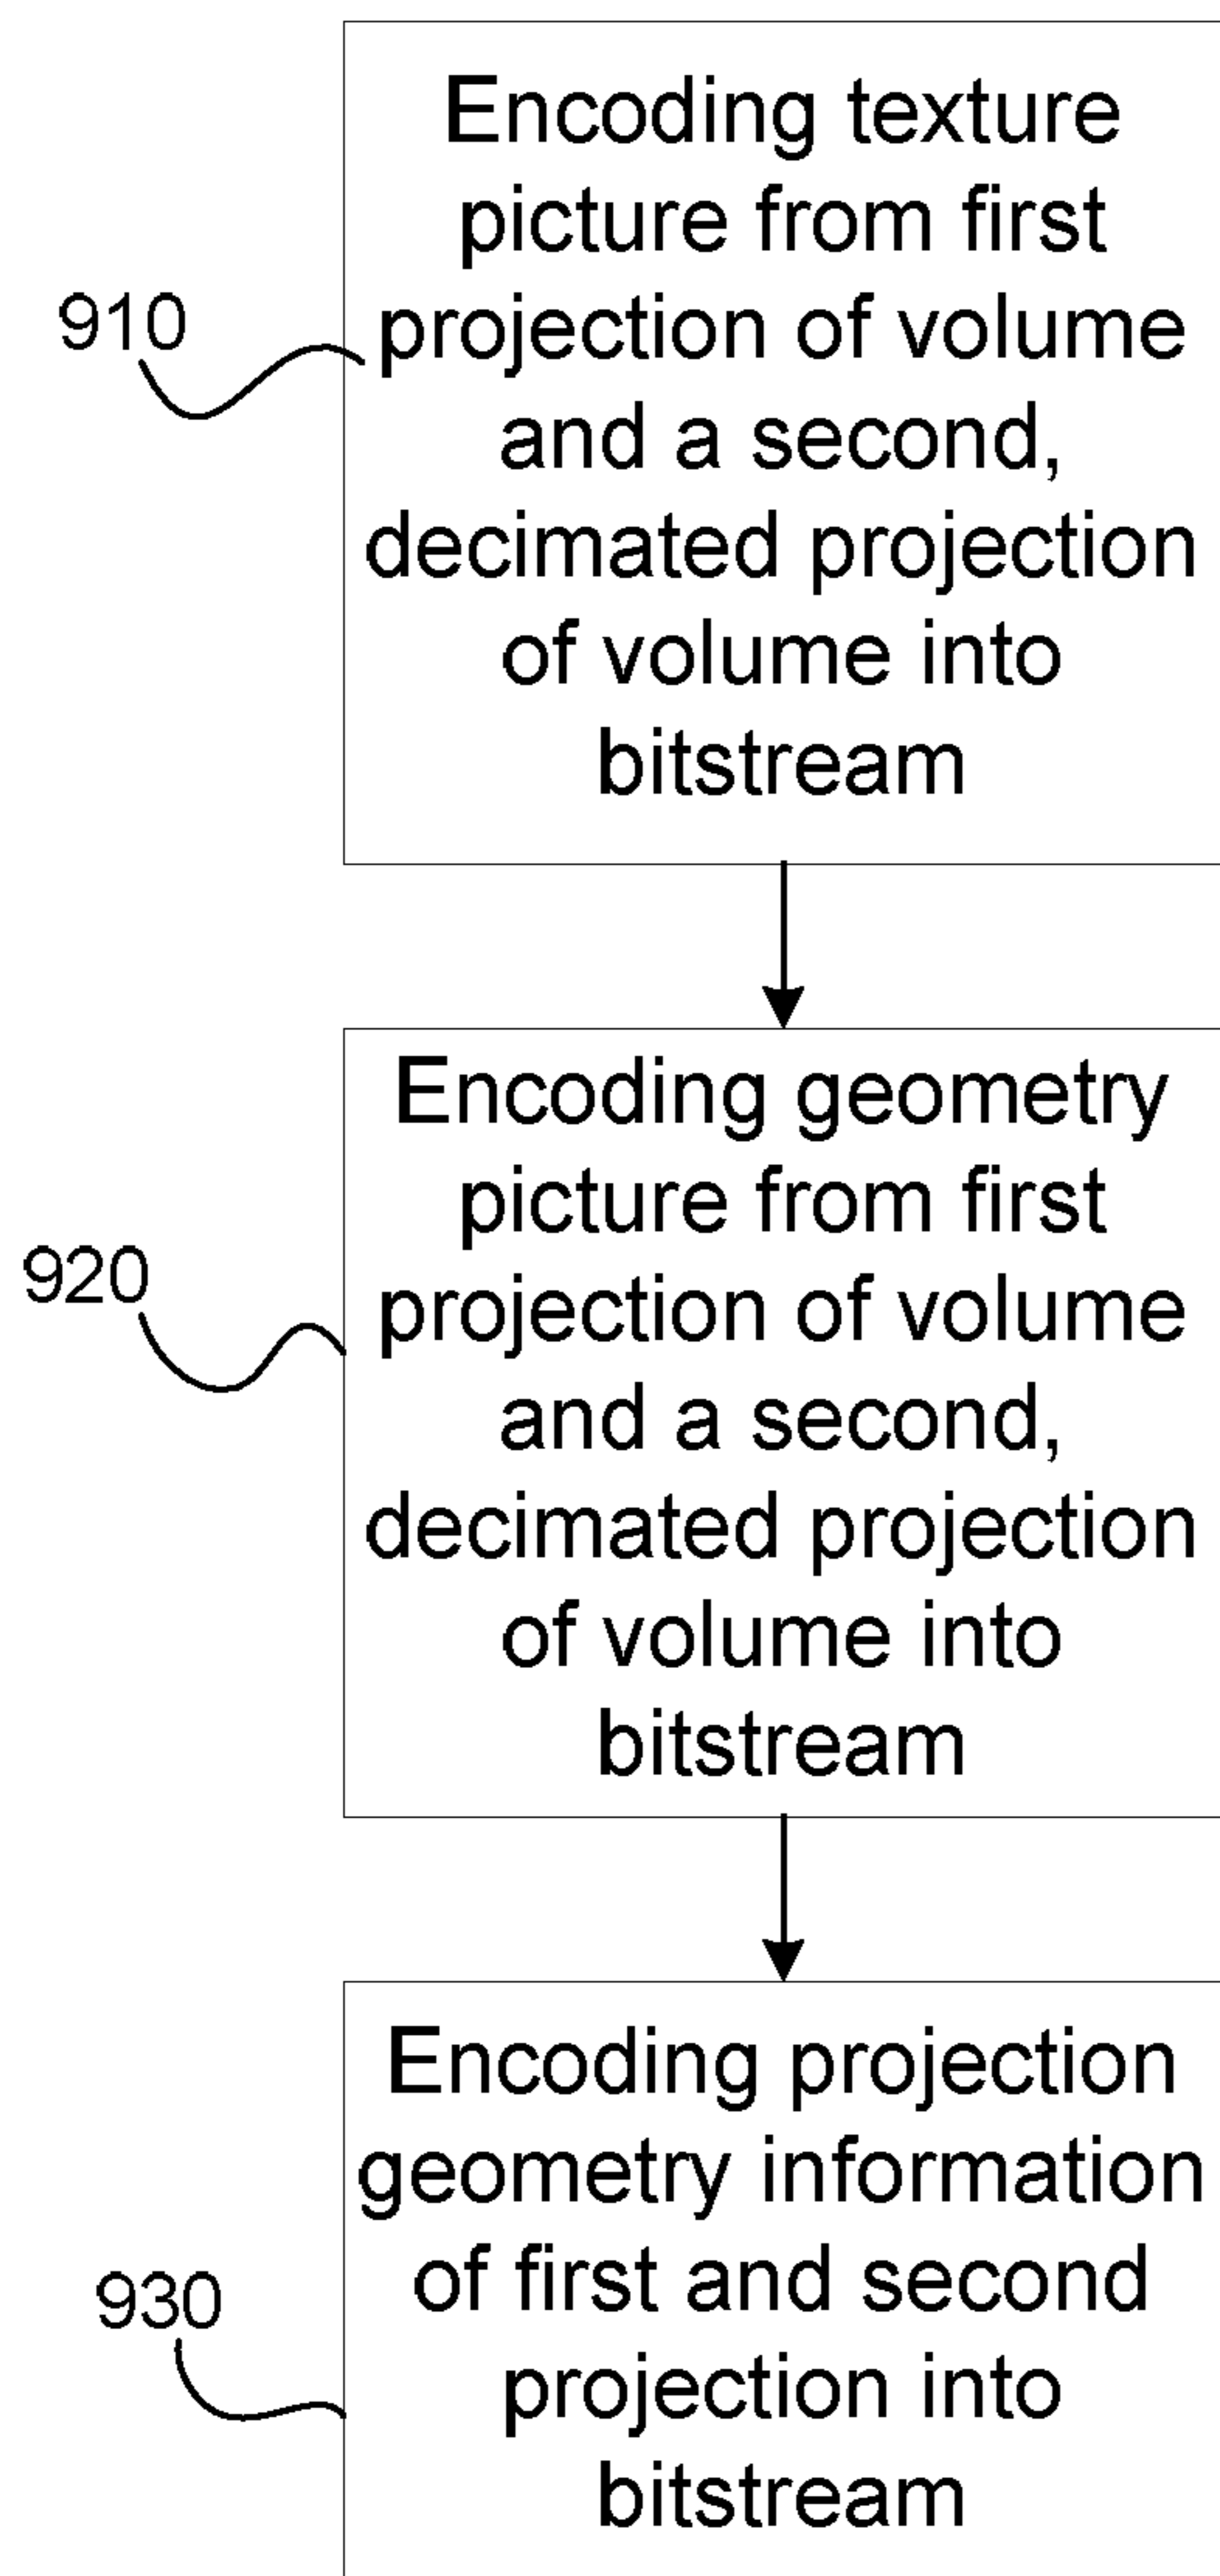 Encoding texture
picture from first
910
projection of volume
and a second,
decimated projection
of volume into
bitstream
Encoding geometry
picture from first
920
projection of volume
and a second,
decimated projection
of volume into
bitstream
Encoding projection
geometry information
of first and second
930
projection into
bitstream